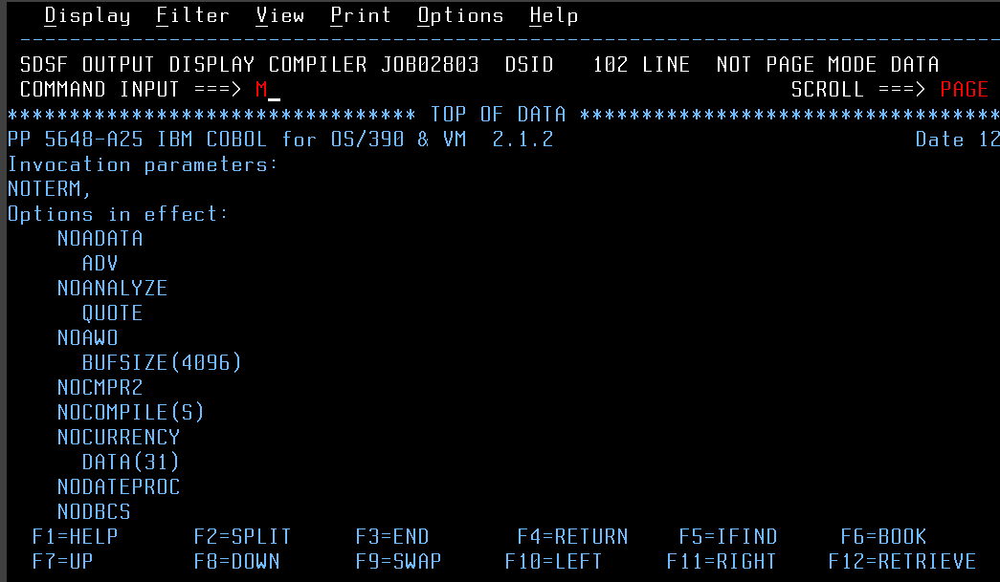 Display Filter View Print Options Help
-------------------------------------------------------------------------------
SDSF OUTPUT DISPLAY COMPILER JOB02803 DSID 102 LINE NOT PAGE MODE DATA
COMMAND INPUT ===> M_ SCROLL ===> PAGE
********************************* TOP OF DATA **********************************
PP 5648-A25 IBM COBOL for OS/390 & VM 2.1.2 Date 12
Invocation parameters:
NOTERM,
Options in effect:
NOADATA
ADV
NOANALYZE
QUOTE
NOAWO
BUFSIZE(4096)
NOCMPR2
NOCOMPILE(S)
NOCURRENCY
DATA(31)
NODATEPROC
NODBCS
F1=HELP F2=SPLIT F3=END F4=RETURN F5=IFIND F6=BOOK
F7=UP F8=DOWN F9=SWAP F10=LEFT F11=RIGHT F12=RETRIEVE